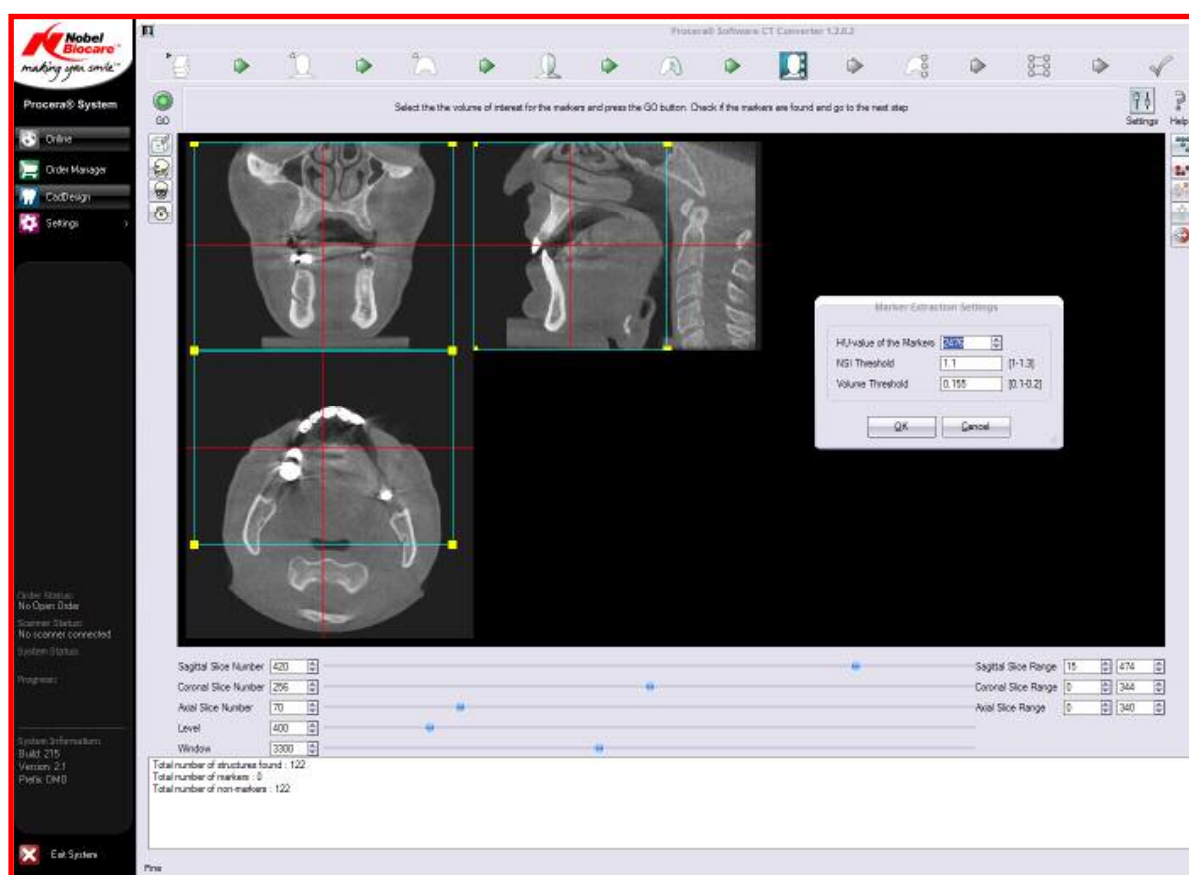 Nobel
Biocare™
making you smile™
Procera® Software CT Converter 1.2.0.2
Procera® System
GO
Select the the volume of interest for the markers and press the GO button. Check if the markers are found and go to the next step
Settings
Help
Online
Order Manager
CadDesign
Settings
Marker Extraction Settings
HU-value of the Markers 2476
NSI Threshold 1.1 [1-1.3]
Volume Threshold 0.155 [0.1-0.2]
OK Cancel
Order Status:
No Open Order
Scanner Status:
No scanner connected
System Status:
Progress:
Sagittal Slice Number 420 Sagittal Slice Range 15 474
Coronal Slice Number 256 Coronal Slice Range 0 344
Axial Slice Number 70 Axial Slice Range 0 340
Level 400
Window 3300
System Information:
Build: 215
Version: 2.1
Prefix: DM0
Total number of structures found : 122
Total number of markers : 0
Total number of non-markers : 122
Exit System